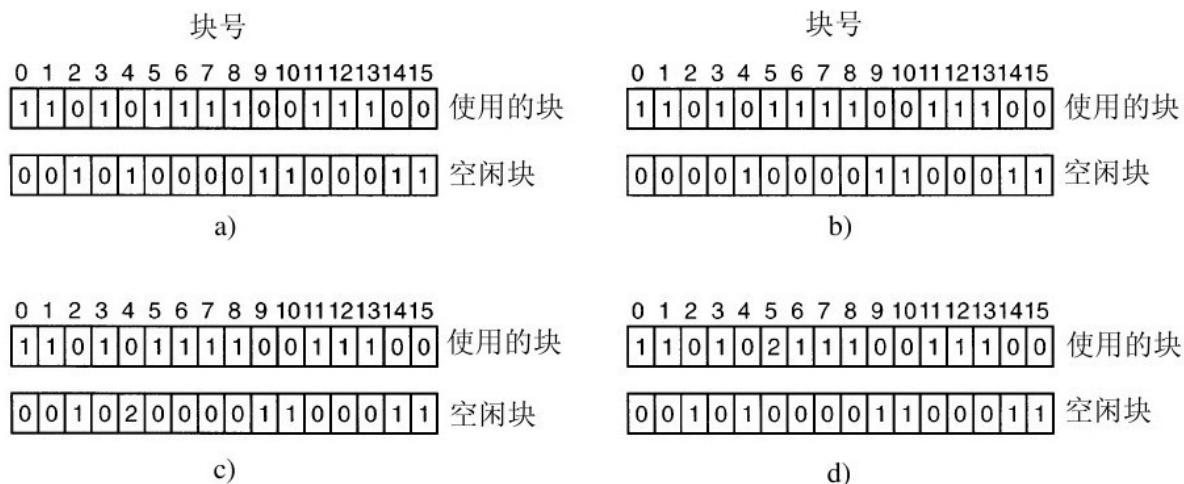 块号
0 1 2 3 4 5 6 7 8 9 10 11 12 13 14 15
1 1 0 1 0 1 1 1 1 0 0 1 1 1 0 0 使用的块
0 0 1 0 1 0 0 0 0 1 1 0 0 0 1 1 空闲块
a)
块号
0 1 2 3 4 5 6 7 8 9 10 11 12 13 14 15
1 1 0 1 0 1 1 1 1 0 0 1 1 1 0 0 使用的块
0 0 0 0 1 0 0 0 0 1 1 0 0 0 1 1 空闲块
b)
0 1 2 3 4 5 6 7 8 9 10 11 12 13 14 15
1 1 0 1 0 1 1 1 1 0 0 1 1 1 0 0 使用的块
0 0 1 0 2 0 0 0 0 1 1 0 0 0 1 1 空闲块
c)
0 1 2 3 4 5 6 7 8 9 10 11 12 13 14 15
1 1 0 1 0 2 1 1 1 0 0 1 1 1 0 0 使用的块
0 0 1 0 1 0 0 0 0 1 1 0 0 0 1 1 空闲块
d)